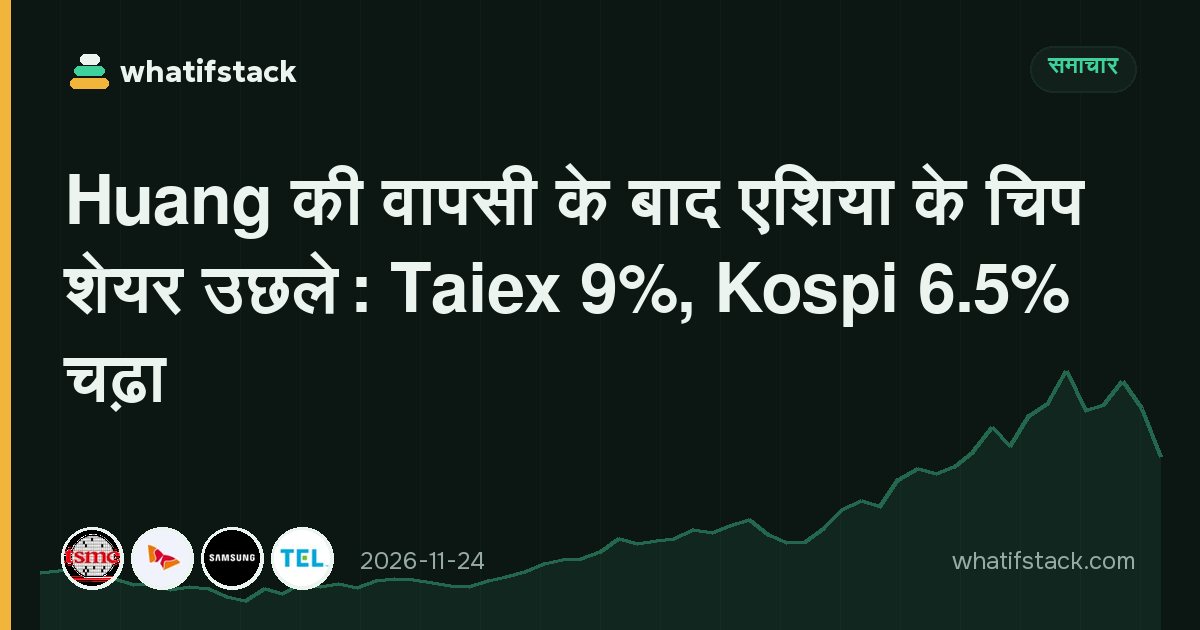 whatifstack
समाचार
Huang की वापसी के बाद एशिया के चिप
शेयर उछले : Taiex 9%, Kospi 6.5%
चढ़ा
tsmc
SAMSUNG
TEL
2026-11-24
whatifstack.com